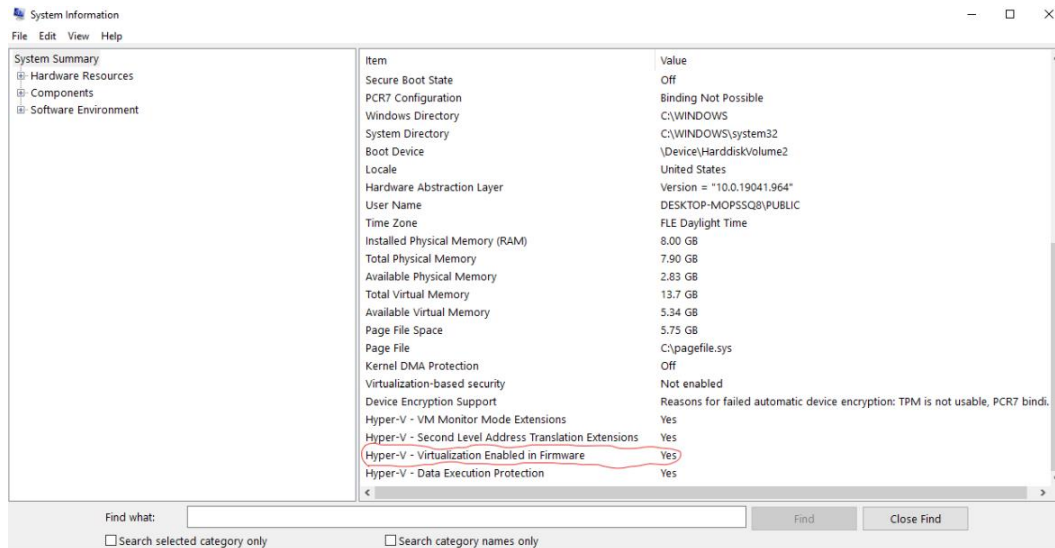 System Information
File Edit View Help
System Summary
Hardware Resources
Components
Software Environment
Item Value
Secure Boot State Off
PCR7 Configuration Binding Not Possible
Windows Directory C:\WINDOWS
System Directory C:\WINDOWS\system32
Boot Device \Device\HarddiskVolume2
Locale United States
Hardware Abstraction Layer Version = "10.0.19041.964"
User Name DESKTOP-MOPSSQ8\PUBLIC
Time Zone FLE Daylight Time
Installed Physical Memory (RAM) 8.00 GB
Total Physical Memory 7.90 GB
Available Physical Memory 2.83 GB
Total Virtual Memory 13.7 GB
Available Virtual Memory 5.34 GB
Page File Space 5.75 GB
Page File C:\pagefile.sys
Kernel DMA Protection Off
Virtualization-based security Not enabled
Device Encryption Support Reasons for failed automatic device encryption: TPM is not usable, PCR7 bindi.
Hyper-V - VM Monitor Mode Extensions Yes
Hyper-V - Second Level Address Translation Extensions Yes
Hyper-V - Virtualization Enabled in Firmware Yes
Hyper-V - Data Execution Protection Yes
Find what: Find Close Find
Search selected category only Search category names only